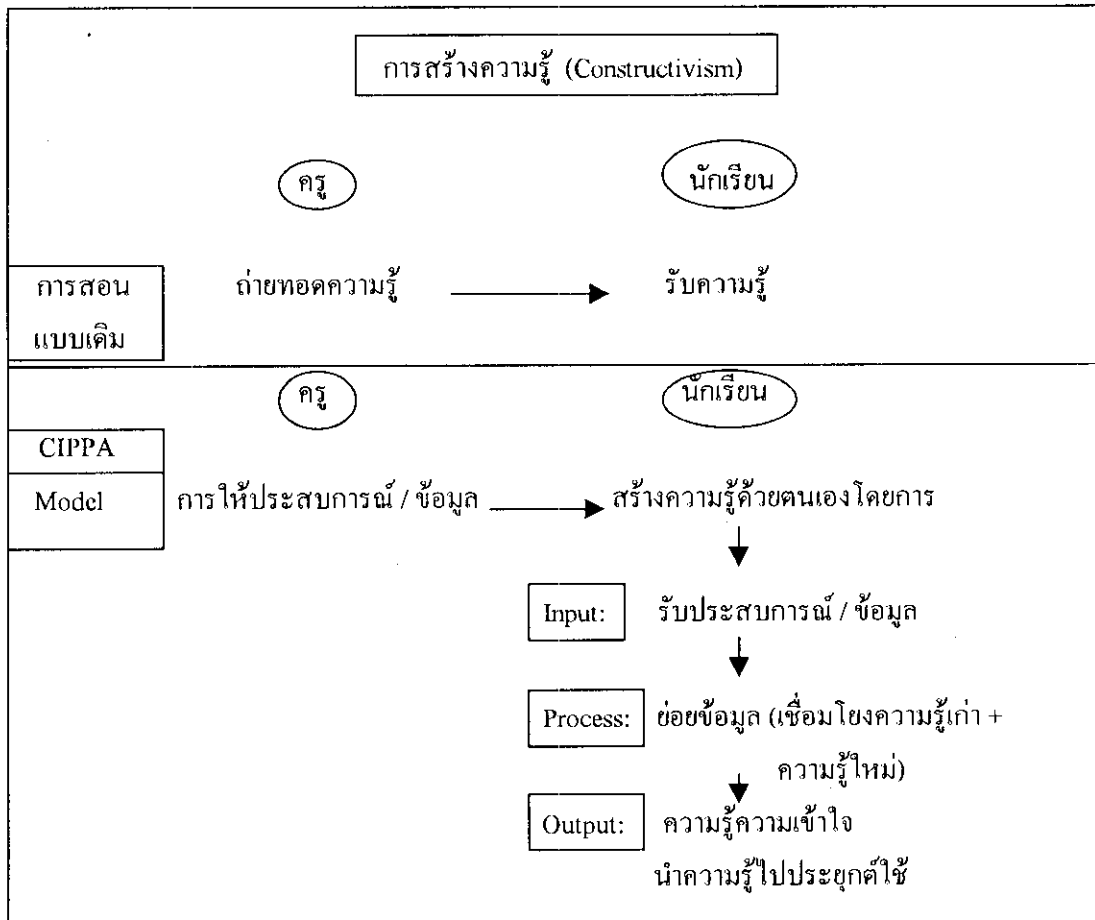 การสร้างความรู้ (Constructivism)
ครู นักเรียน
การสอน ถ่ายทอดความรู้ รับความรู้
แบบเดิม
ครู นักเรียน
CIPPA
Model การให้ประสบการณ์ / ข้อมูล สร้างความรู้ด้วยตนเองโดยการ
Input: รับประสบการณ์ / ข้อมูล
Process: ย่อยข้อมูล (เชื่อมโยงความรู้เก่า +
ความรู้ใหม่)
Output: ความรู้ความเข้าใจ
นำความรู้ไปประยุกต์ใช้